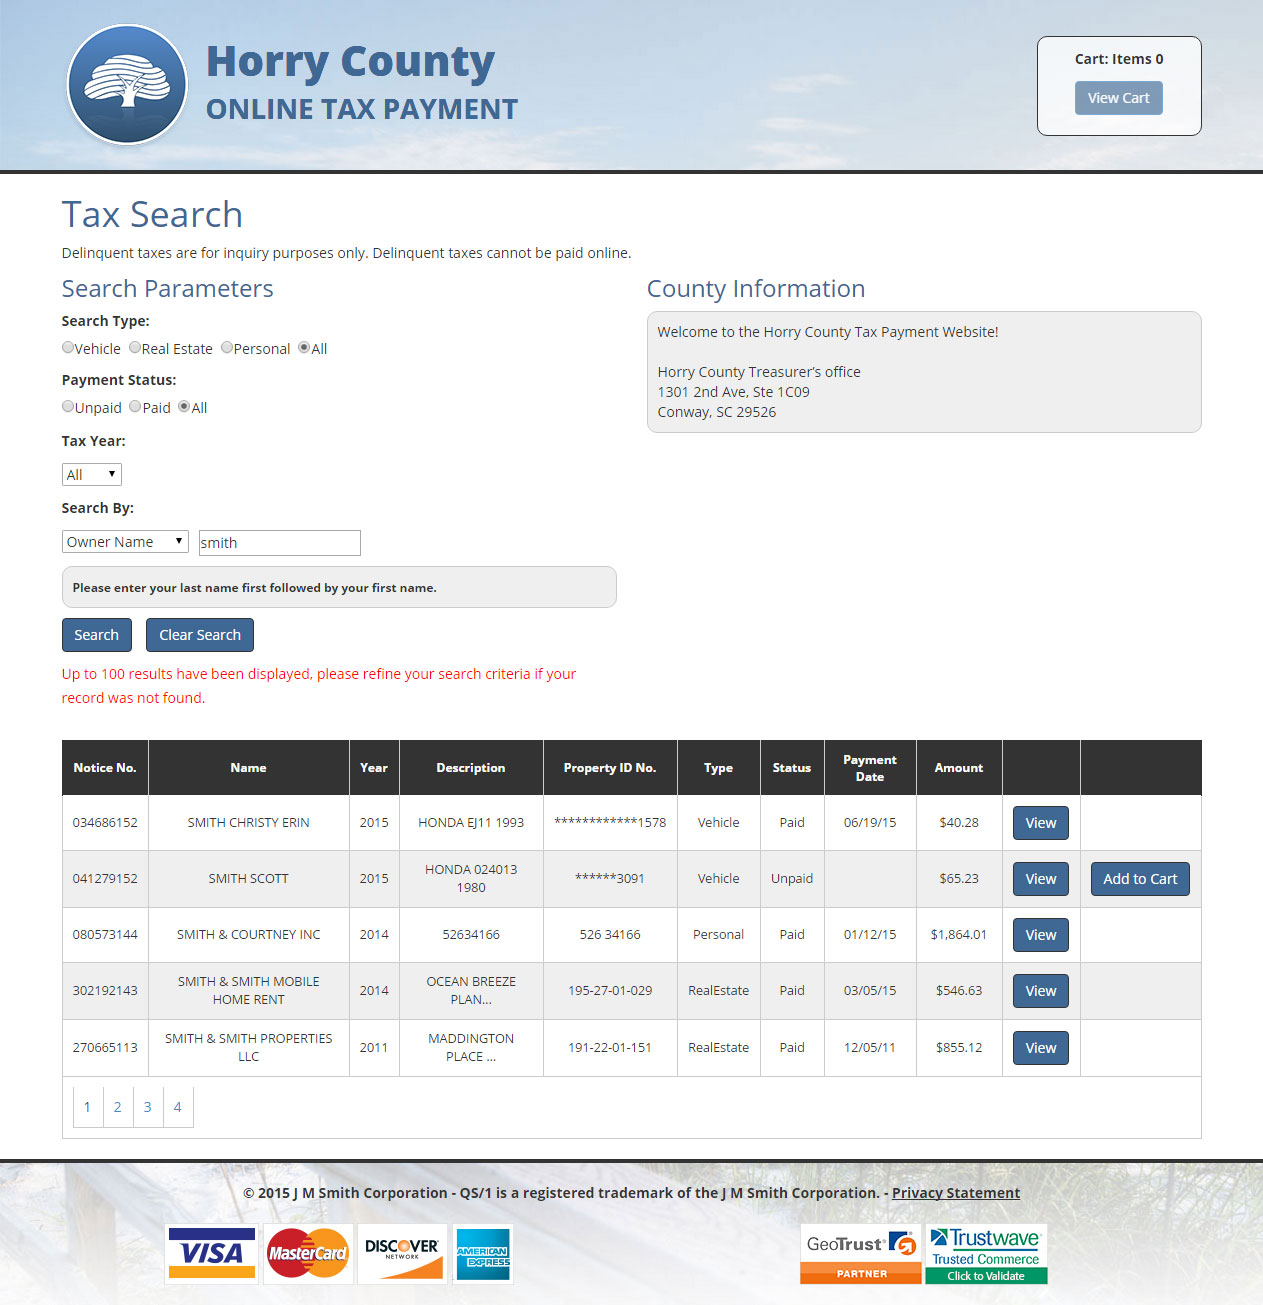 Horry County
ONLINE TAX PAYMENT
Cart: Items 0
View Cart
Tax Search
Delinquent taxes are for inquiry purposes only. Delinquent taxes cannot be paid online.
Search Parameters
Search Type:
Vehicle Real Estate Personal All
Payment Status:
Unpaid Paid All
Tax Year:
All
Search By:
Owner Name smith
Please enter your last name first followed by your first name.
Search Clear Search
Up to 100 results have been displayed, please refine your search criteria if your
record was not found.
County Information
Welcome to the Horry County Tax Payment Website!
Horry County Treasurer's office
1301 2nd Ave, Ste 1C09
Conway, SC 29526
Notice No. Name Year Description Property ID No. Type Status Payment Date Amount
034686152 SMITH CHRISTY ERIN 2015 HONDA EJ11 1993 ************1578 Vehicle Paid 06/19/15 $40.28 View
041279152 SMITH SCOTT 2015 HONDA 024013 1980 ******3091 Vehicle Unpaid $65.23 View Add to Cart
080573144 SMITH & COURTNEY INC 2014 52634166 526 34166 Personal Paid 01/12/15 $1,864.01 View
302192143 SMITH & SMITH MOBILE HOME RENT 2014 OCEAN BREEZE PLAN... 195-27-01-029 RealEstate Paid 03/05/15 $546.63 View
270665113 SMITH & SMITH PROPERTIES LLC 2011 MADDINGTON PLACE ... 191-22-01-151 RealEstate Paid 12/05/11 $855.12 View
1 2 3 4
© 2015 J M Smith Corporation - QS/1 is a registered trademark of the J M Smith Corporation. - Privacy Statement
VISA
MasterCard
DISCOVER
NETWORK
AMERICAN
EXPRESS
GeoTrust
PARTNER
Trustwave
Trusted Commerce
Click to Validate